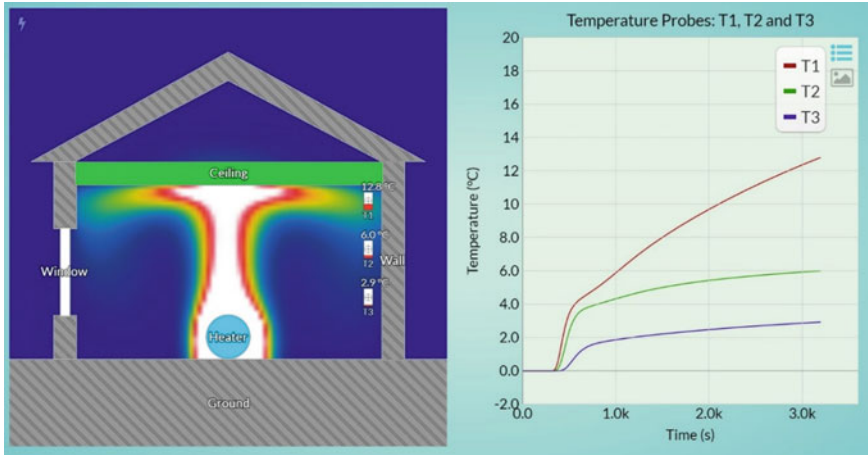 Ceiling
12.8 °C
T1
6.0 °C
Window
T2
Wall
2.9 °C
T3
Heater
Ground
Temperature Probes: T1, T2 and T3
T1
T2
T3
Temperature (°C)
20
18
16
14
12
10
8.0
6.0
4.0
2.0
0.0
-2.0
0.0
1.0k
2.0k
3.0k
Time (s)